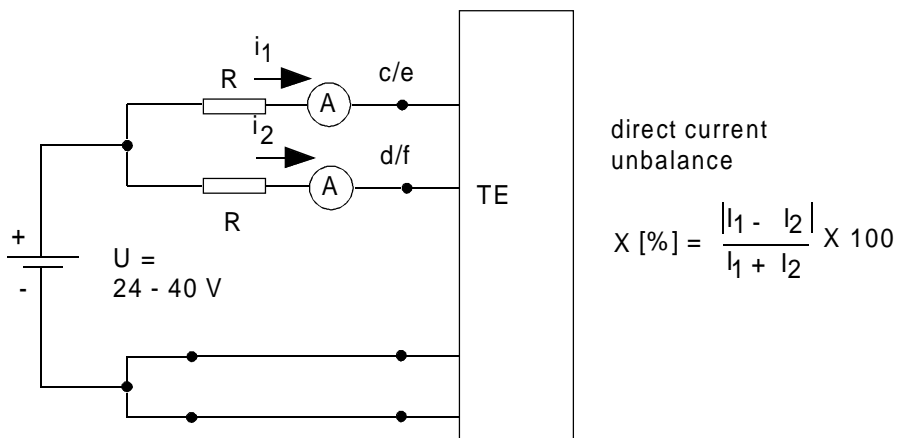 i1
R
A
c/e
i2
d/f
A
R
TE
+
-
U =
24 - 40 V
direct current
unbalance
X [%] = |I1 - I2| / I1 + I2 X 100